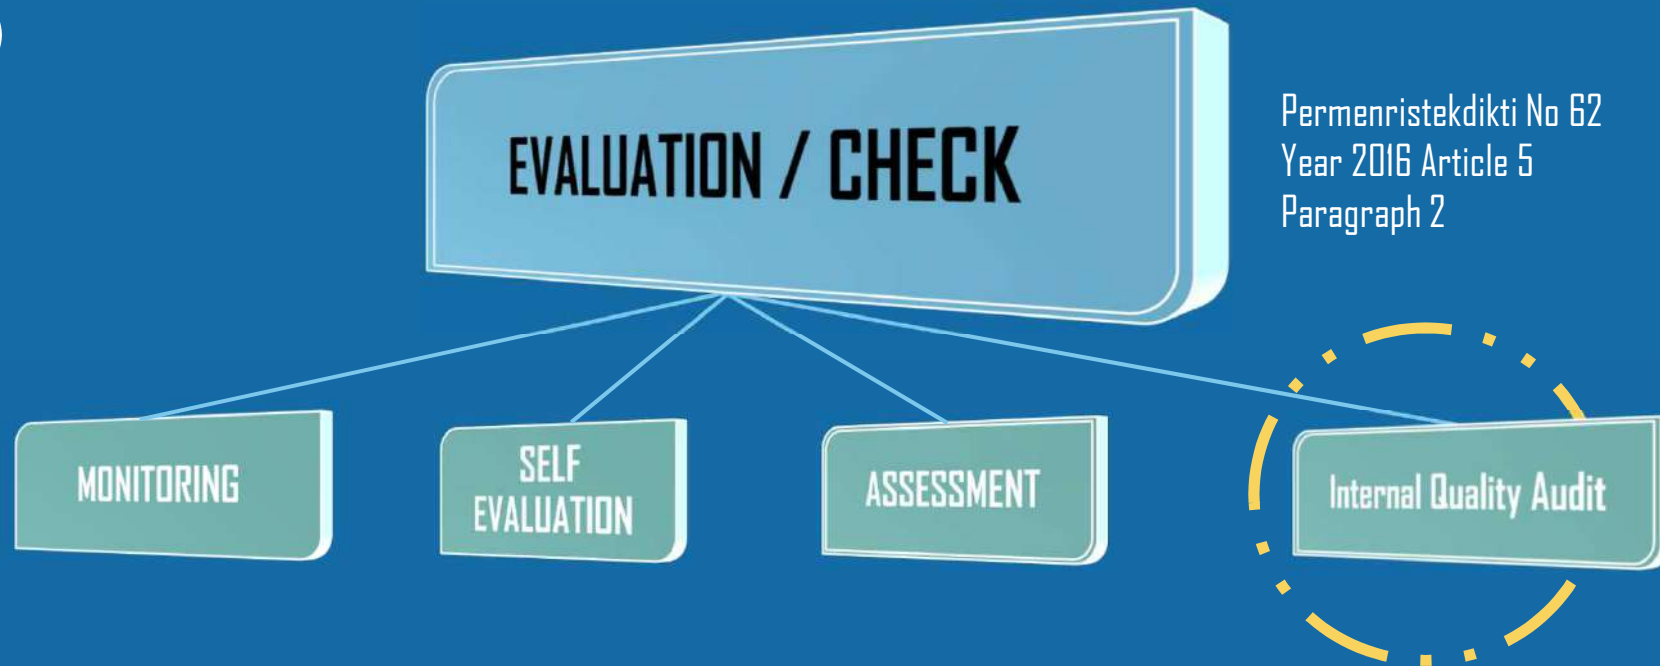 EVALUATION / CHECK
Permenristekdikti No 62
Year 2016 Article 5
Paragraph 2
MONITORING
SELF
EVALUATION
ASSESSMENT
Internal Quality Audit